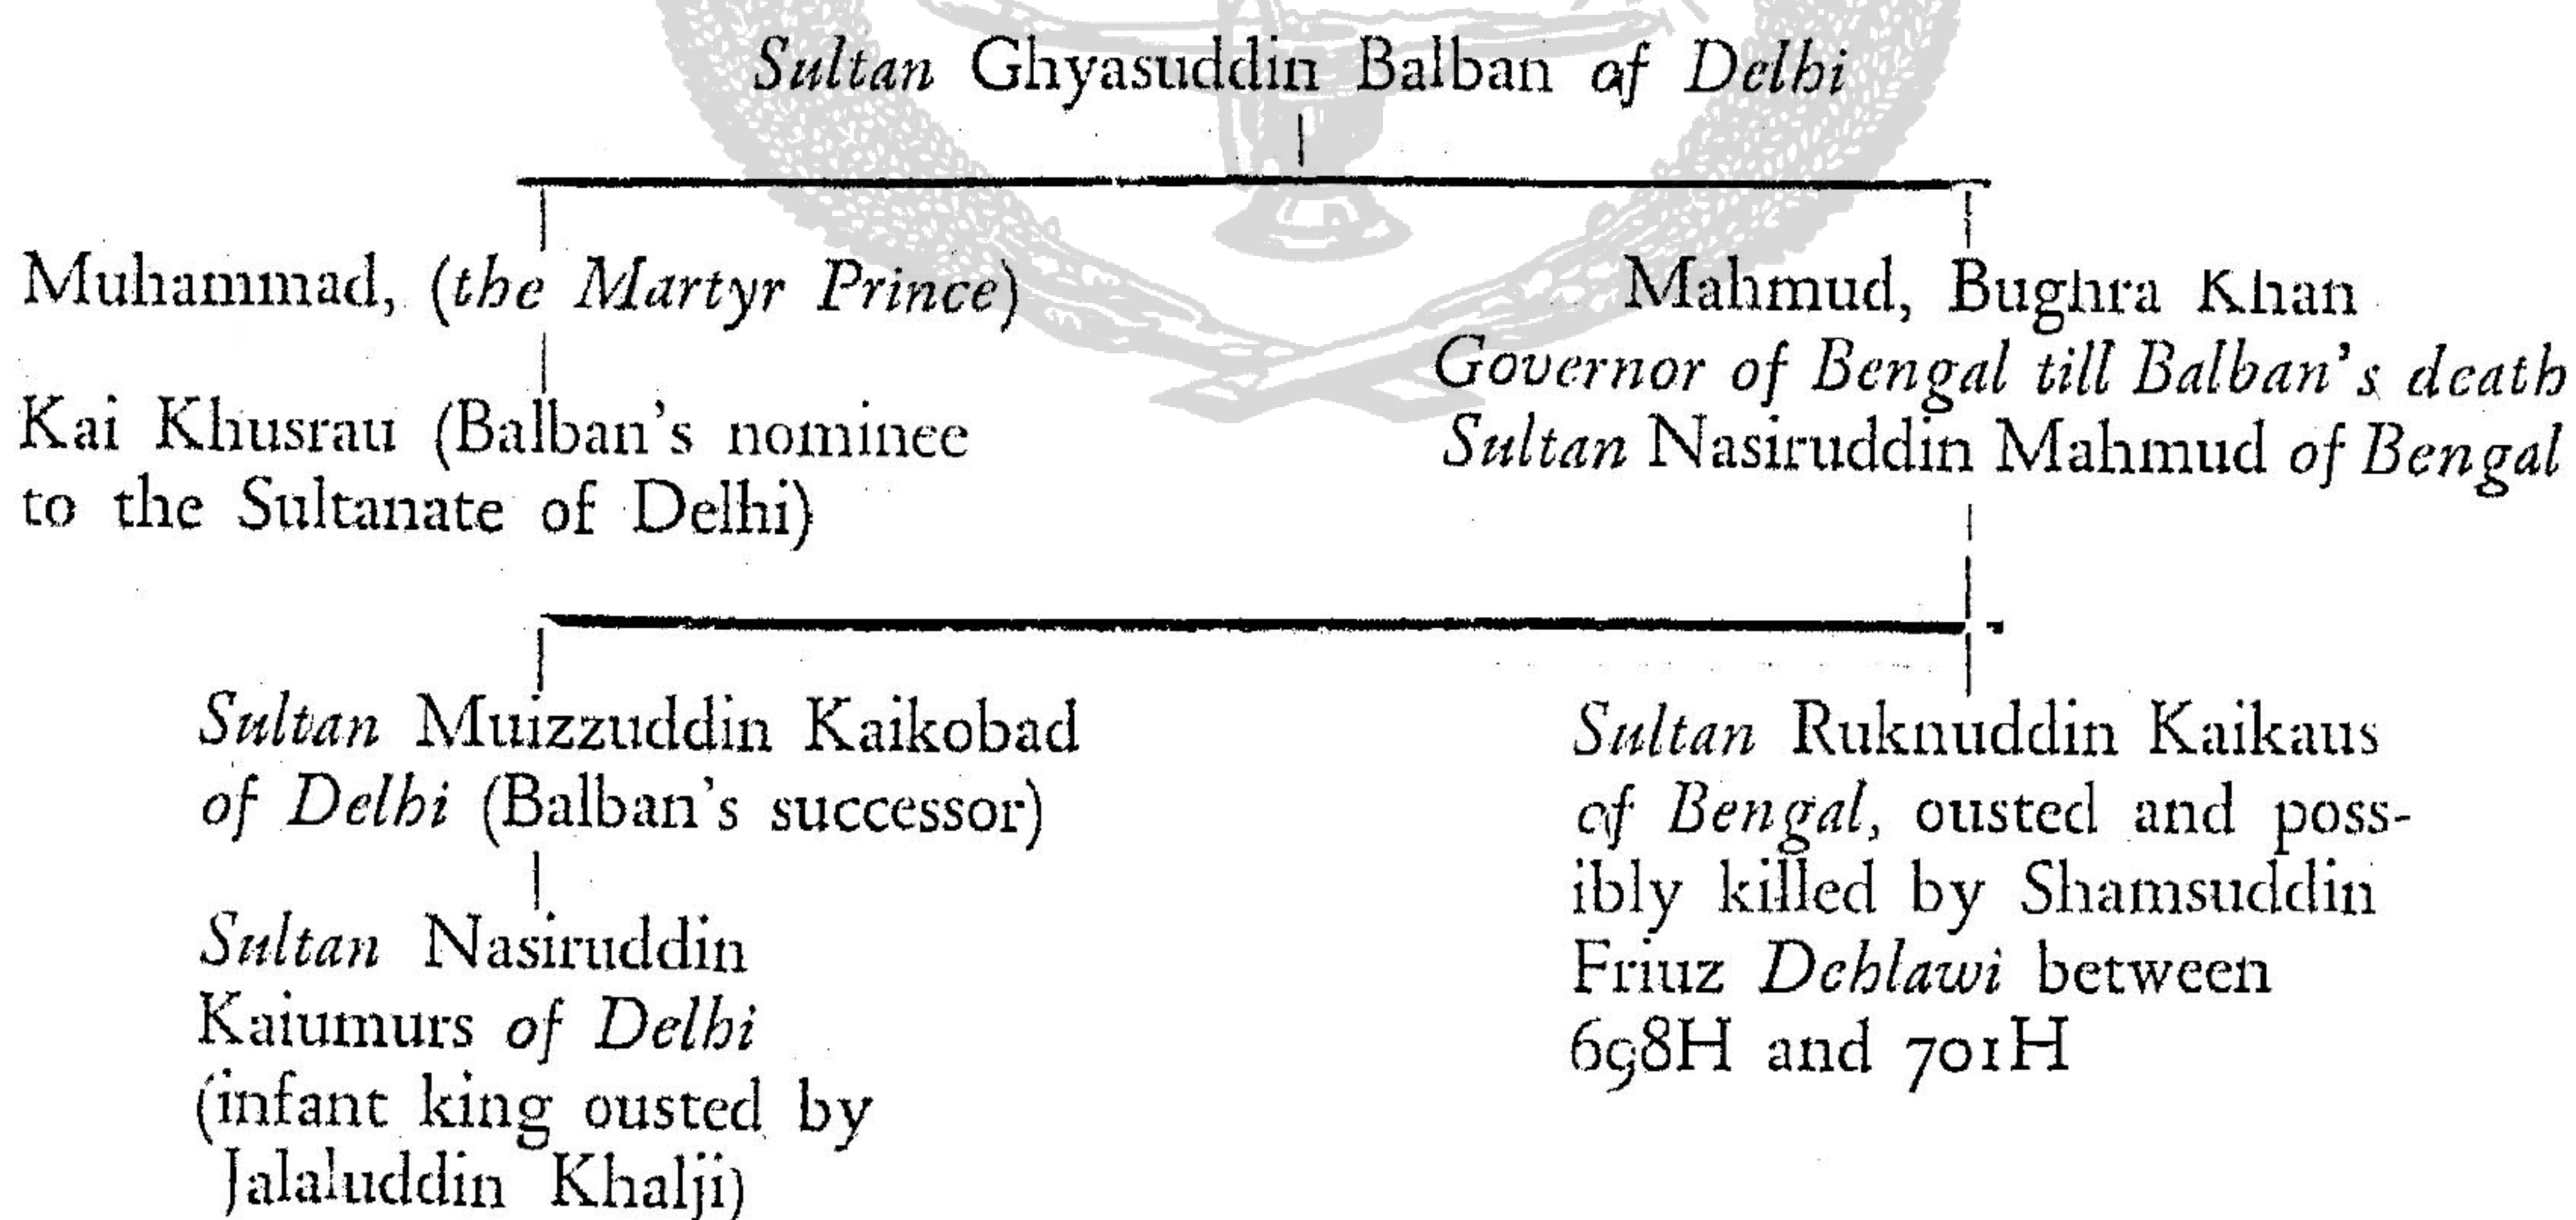 Sultan Ghyasuddin Balban of Delhi
Muhammad, (the Martyr Prince)
Kai Khusrau (Balban's nominee
to the Sultanate of Delhi)
Mahmud, Bughra Khan
Governor of Bengal till Balban's death
Sultan Nasiruddin Mahmud of Bengal
Sultan Muizzuddin Kaikobad
of Delhi (Balban's successor)
Sultan Nasiruddin
Kaiumurs of Delhi
(infant king ousted by
Jalaluddin Khalji)
Sultan Ruknuddin Kaikaus
of Bengal, ousted and poss-
ibly killed by Shamsuddin
Friuz Dehlawi between
698H and 701H